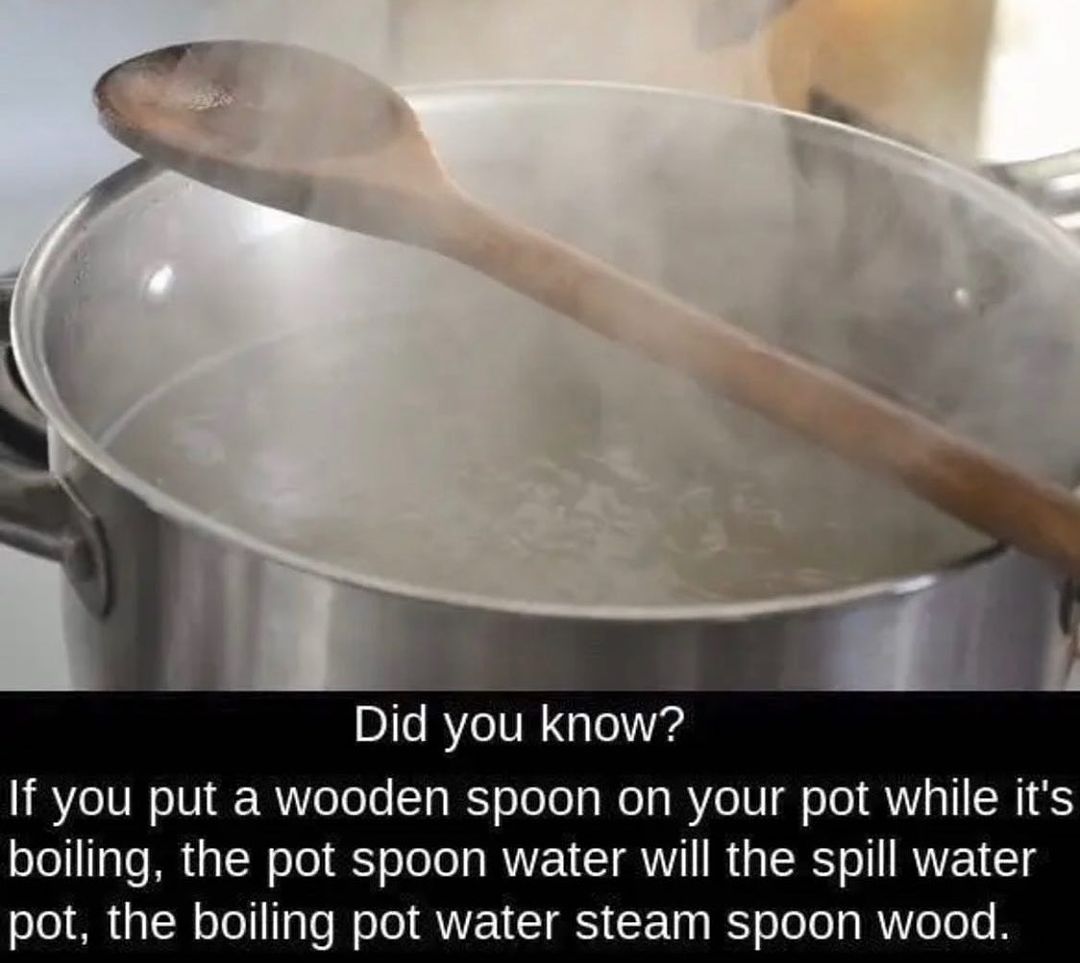 Did you know?
If you put a wooden spoon on your pot while it's
boiling, the pot spoon water will the spill water
pot, the boiling pot water steam spoon wood.